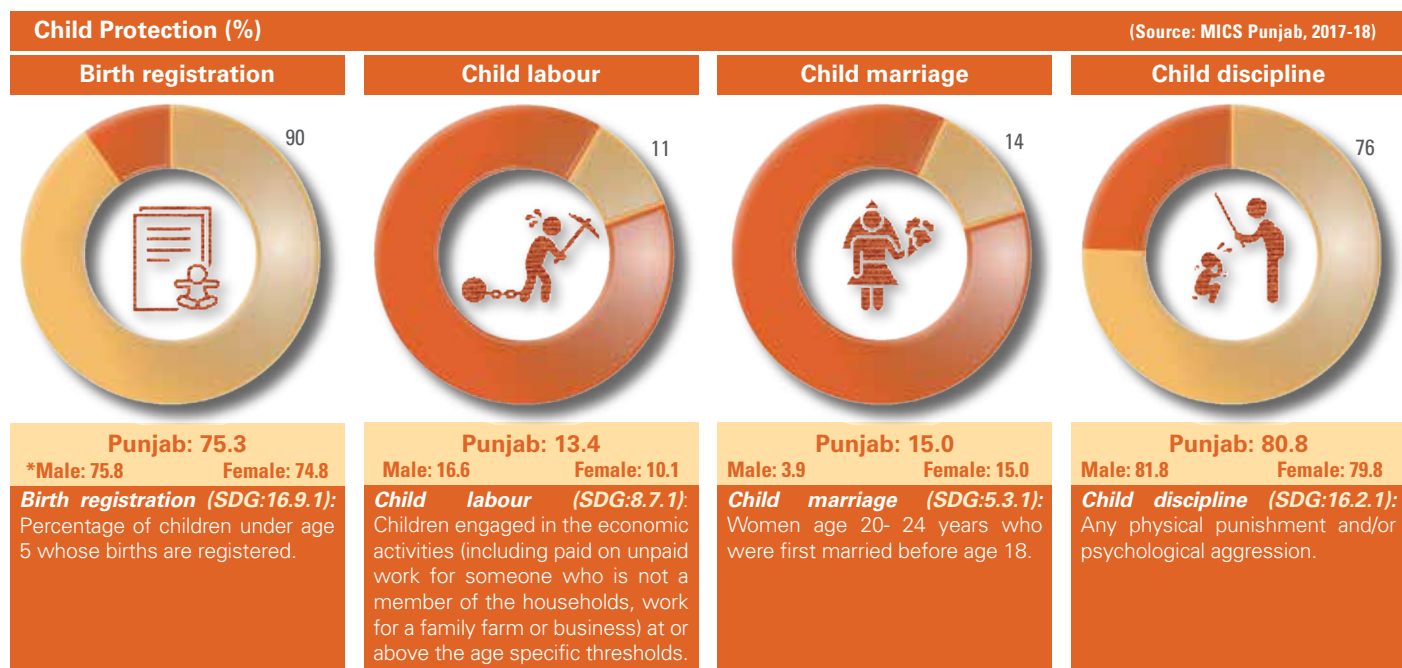 Child Protection (%) (Source: MICS Punjab, 2017-18)
Birth registration
90
Punjab: 75.3
*Male: 75.8 Female: 74.8
Birth registration (SDG:16.9.1):
Percentage of children under age
5 whose births are registered.
Child labour
11
Punjab: 13.4
Male: 16.6 Female: 10.1
Child labour (SDG:8.7.1):
Children engaged in the economic
activities (including paid on unpaid
work for someone who is not a
member of the households, work
for a family farm or business) at or
above the age specific thresholds.
Child marriage
14
Punjab: 15.0
Male: 3.9 Female: 15.0
Child marriage (SDG:5.3.1):
Women age 20- 24 years who
were first married before age 18.
Child discipline
76
Punjab: 80.8
Male: 81.8 Female: 79.8
Child discipline (SDG:16.2.1):
Any physical punishment and/or
psychological aggression.